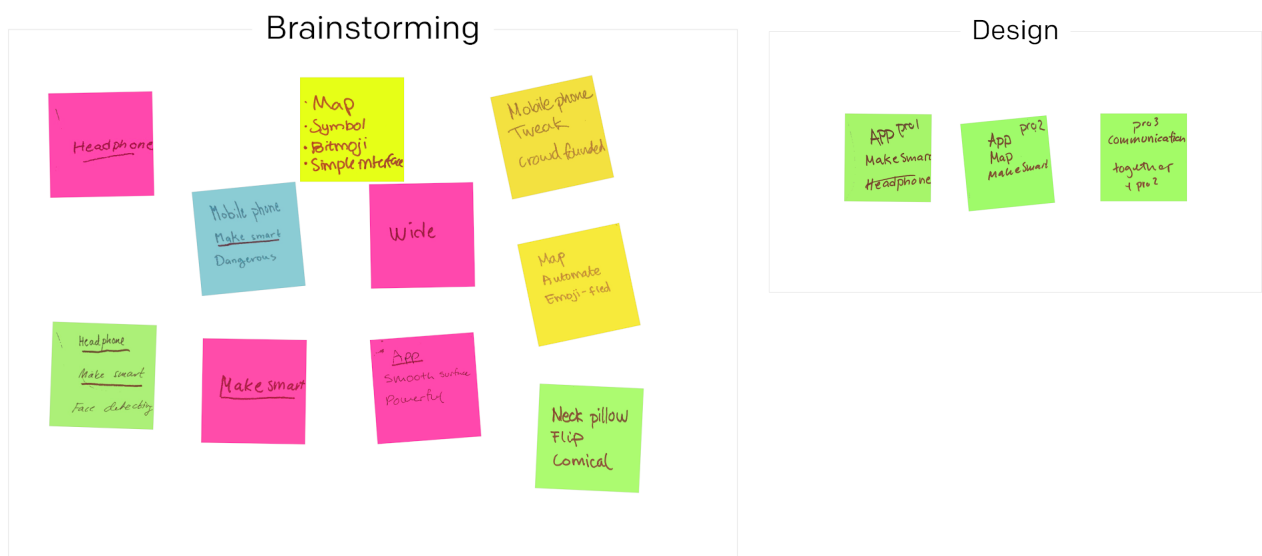 Brainstorming
Headphone
• Map
• Symbol
• Bitmoji
• Simple interface
Mobile phone
Tweak
crowd founded
Mobile phone
Make smart
Dangerous
Wide
Map
Automate
Emoji-fied
Headphone
Make smart
Face detecting
Make smart
App
Smooth surface
Powerful
Neck pillow
Flip
Comical
Design
App pro1
Make smart
Headphone
App pro2
Map
Make smart
pro3
communication
together
+ pro2